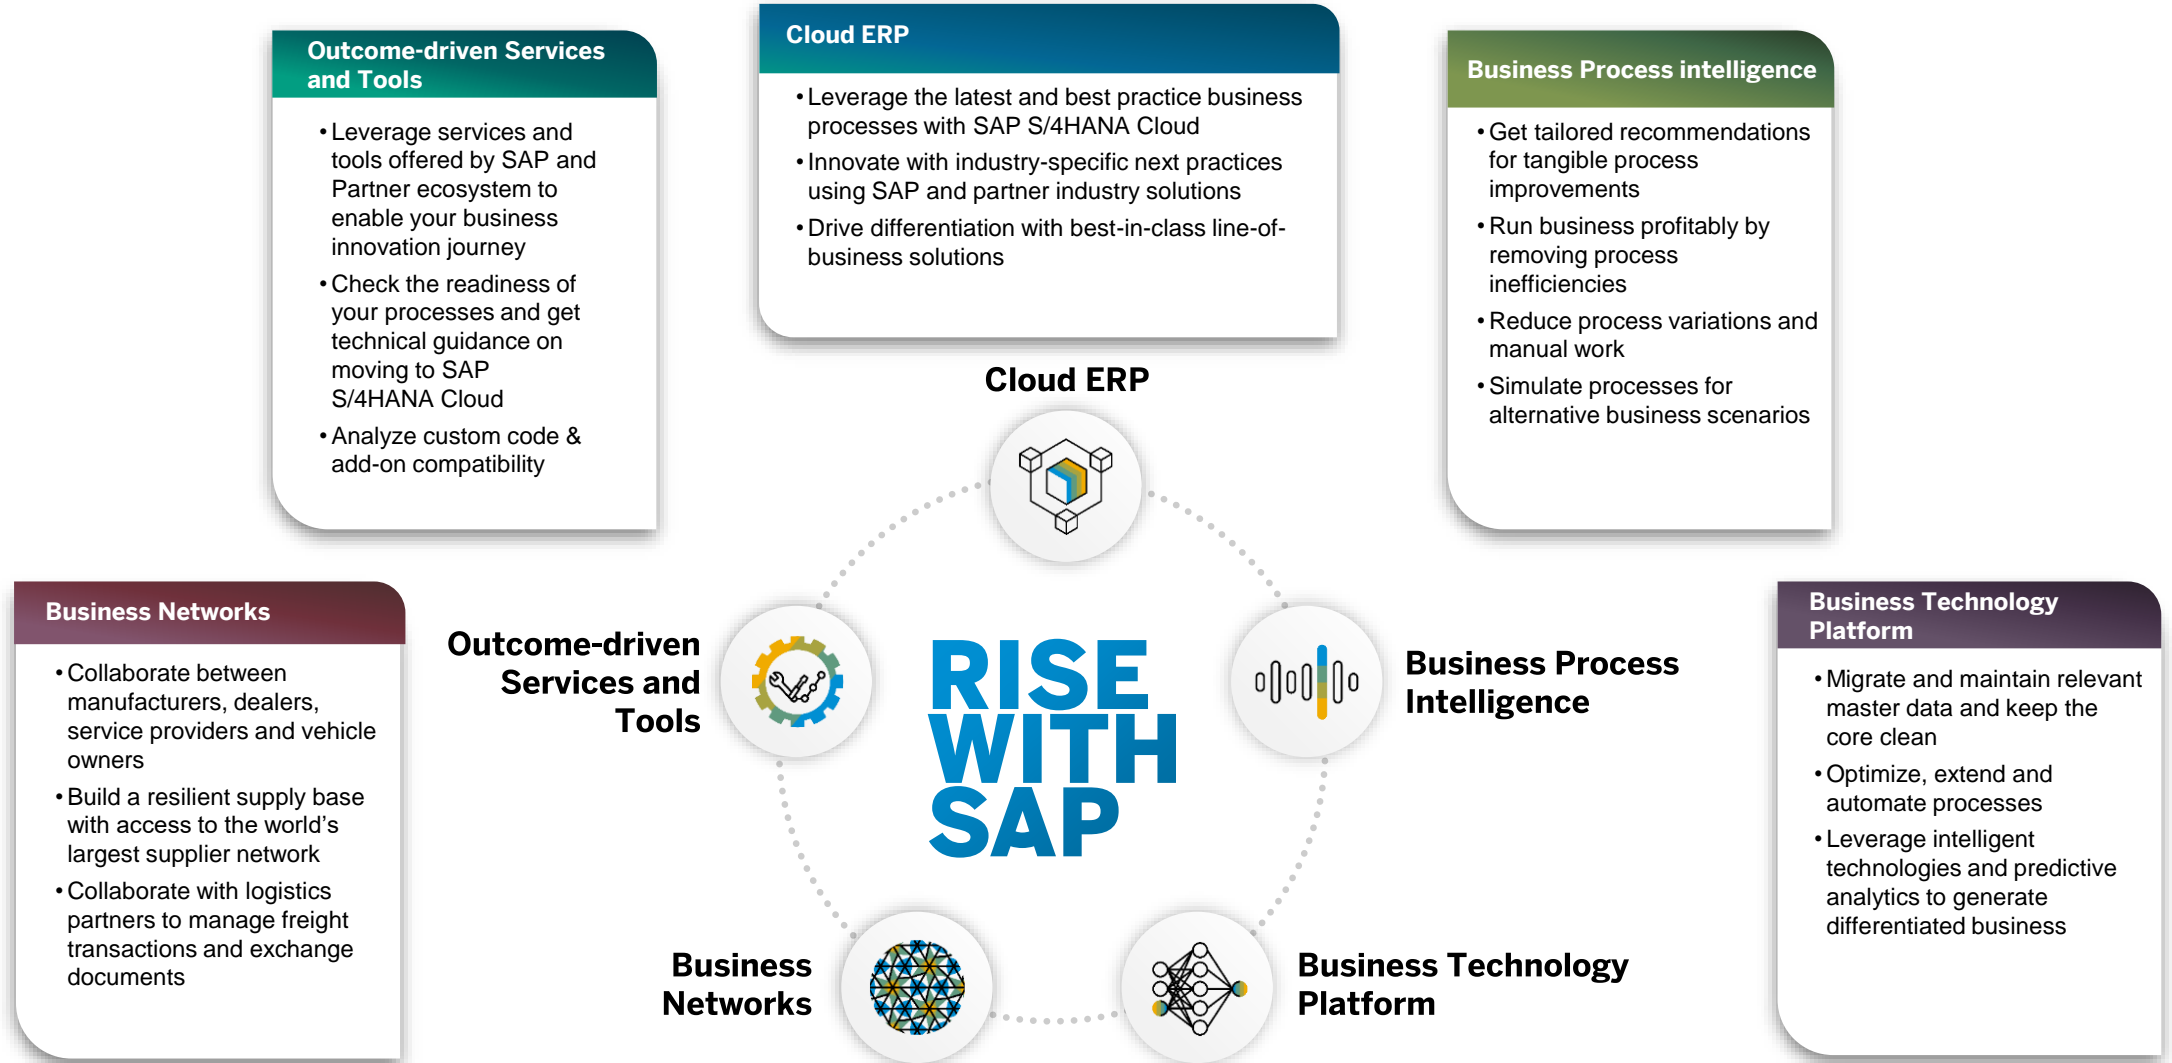 Outcome-driven Services
and Tools
• Leverage services and
tools offered by SAP and
Partner ecosystem to
enable your business
innovation journey
• Check the readiness of
your processes and get
technical guidance on
moving to SAP
S/4HANA Cloud
• Analyze custom code &
add-on compatibility
Cloud ERP
• Leverage the latest and best practice business
processes with SAP S/4HANA Cloud
• Innovate with industry-specific next practices
using SAP and partner industry solutions
• Drive differentiation with best-in-class line-of-
business solutions
Business Process intelligence
• Get tailored recommendations
for tangible process
improvements
• Run business profitably by
removing process
inefficiencies
• Reduce process variations and
manual work
• Simulate processes for
alternative business scenarios
Business Networks
• Collaborate between
manufacturers, dealers,
service providers and vehicle
owners
• Build a resilient supply base
with access to the world's
largest supplier network
• Collaborate with logistics
partners to manage freight
transactions and exchange
documents
Cloud ERP
Outcome-driven
Services and
Tools
RISE
WITH
SAP
Business Process
Intelligence
Business
Networks
Business Technology
Platform
Business Technology
Platform
• Migrate and maintain relevant
master data and keep the
core clean
• Optimize, extend and
automate processes
• Leverage intelligent
technologies and predictive
analytics to generate
differentiated business